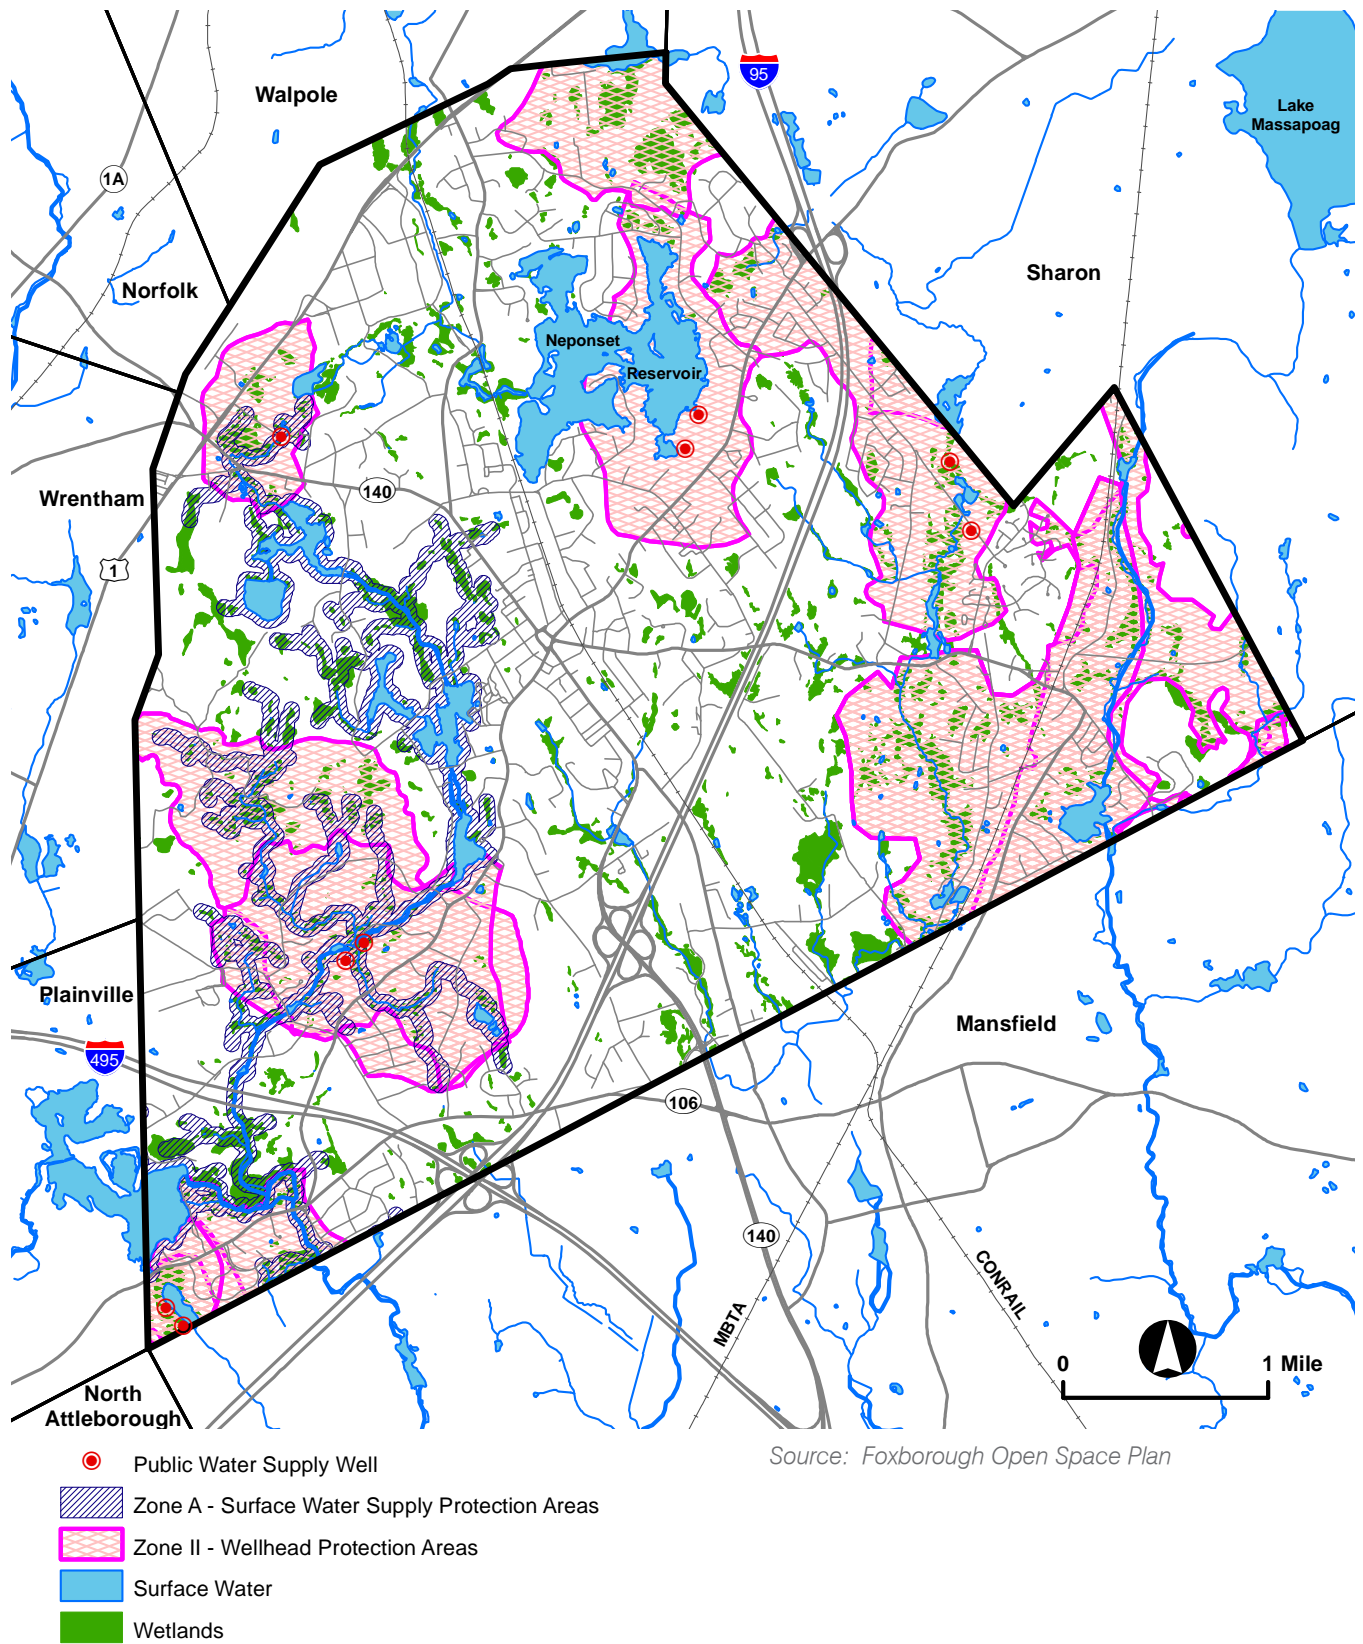 Walpole
95
Lake
Massapoag
1A
Norfolk
Sharon
Neponset
Reservoir
140
Wrentham
1
Plainville
495
Mansfield
106
140
MBTA
CONRAIL
0 1 Mile
North
Attleborough
Source: Foxborough Open Space Plan
Public Water Supply Well
Zone A - Surface Water Supply Protection Areas
Zone II - Wellhead Protection Areas
Surface Water
Wetlands